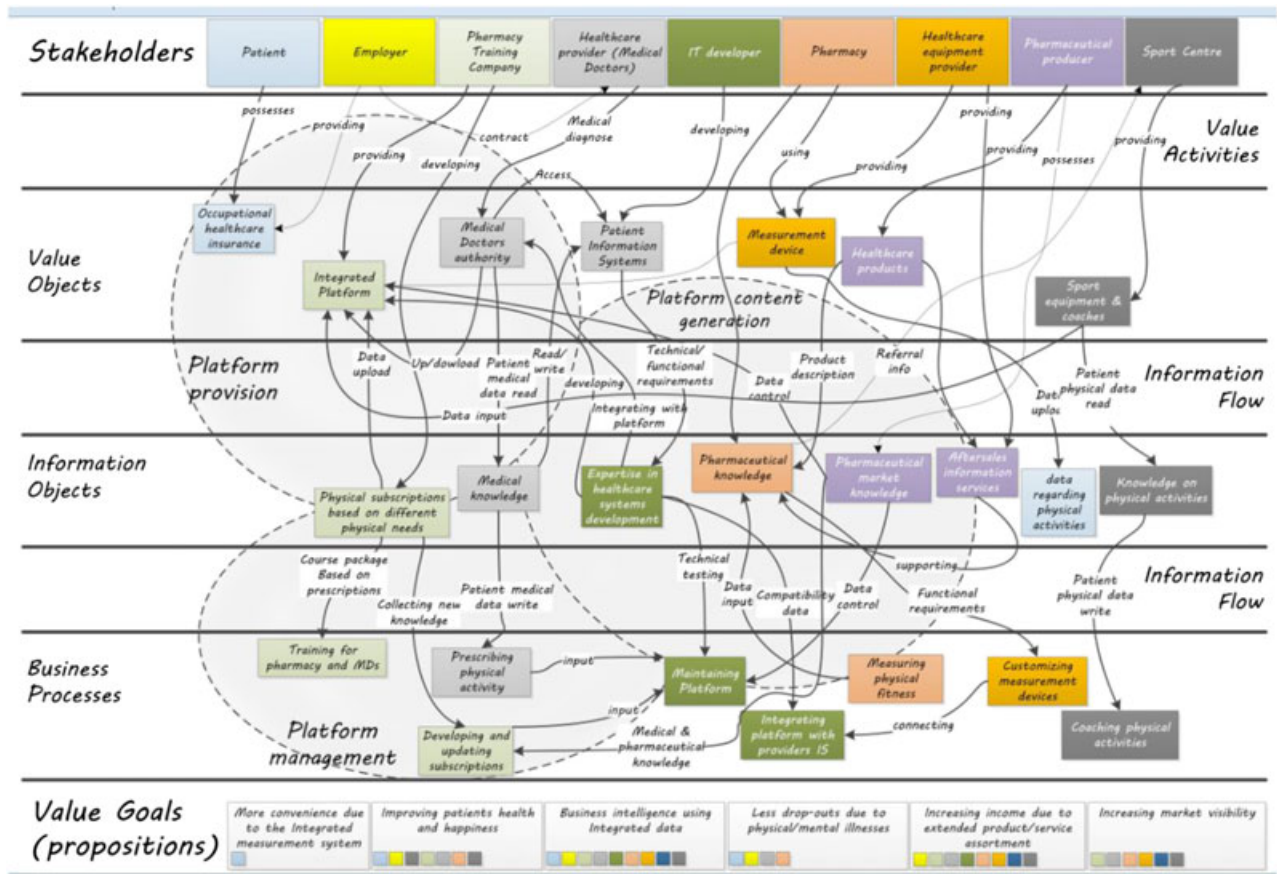 Stakeholders
Patient
Employer
Pharmacy
Training
Company
Healthcare
provider (Medical
Doctors)
IT developer
Pharmacy
Healthcare
equipment
provider
Pharmaceutical
producer
Sport Centre
Value
Activities
possesses
providing
providing
contract
developing
Medical
diagnose
Access
developing
using
providing
providing
possesses
providing
Value
Objects
Occupational
healthcare
insurance
Integrated
Platform
Medical
Doctors
authority
Patient
Information
Systems
Measurement
device
Healthcare
products
Sport
equipment &
coaches
Platform content
generation
Platform
provision
Information
Flow
Data
upload
Up/dowload
Patient
medical
data read
Read/
write
developing
Technical/
functional
requirements
Integrating with
platform
Data
control
Product
description
Referral
info
Data
Patient
physical data
read
Data input
Information
Objects
Physical subscriptions
based on different
physical needs
Medical
knowledge
Expertise in
healthcare
systems
development
Pharmaceutical
knowledge
Pharmaceutical
market
knowledge
Aftersales
information
services
data
regarding
physical
activities
Knowledge on
physical activities
Information
Flow
Course package
Based on
prescriptions
Collecting new
knowledge
Patient medical
data write
Technical
testing
Data
input
Compatibility
data
Data
control
supporting
Functional
requirements
Patient
physical data
write
Business
Processes
Training for
pharmacy and MDs
Prescribing
physical
activity
input
Maintaining
Platform
Measuring
physical
fitness
Customizing
measurement
devices
Platform
management
Developing and
updating
subscriptions
input
Medical &
pharmaceutical
knowledge
Integrating
platform with
providers IS
connecting
Coaching physical
activities
Value Goals
(propositions)
More convenience due
to the Integrated
measurement system
Improving patients health
and happiness
Business intelligence using
Integrated data
Less drop-outs due to
physical/mental illnesses
Increasing income due to
extended product/service
assortment
Increasing market visibility